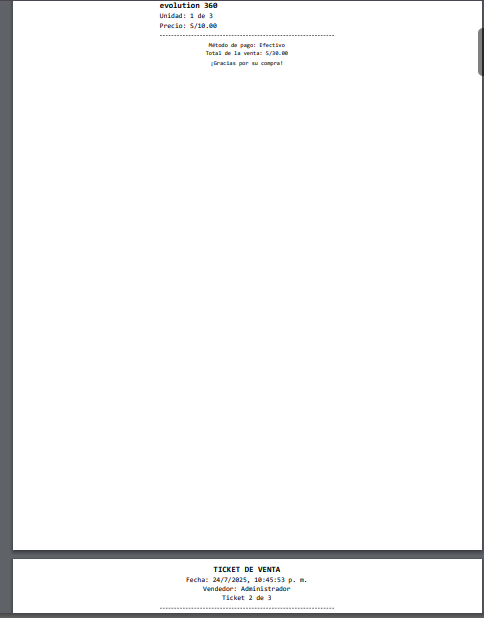 evolution 360
Unidad: 1 de 3
Precio: S/10.00
--------------------------------------------------------------
Método de pago: Efectivo
Total de la venta: S/30.00
¡Gracias por su compra!
TICKET DE VENTA
Fecha: 24/7/2025, 10:45:53 p. m.
Vendedor: Administrador
Ticket 2 de 3
--------------------------------------------------------------